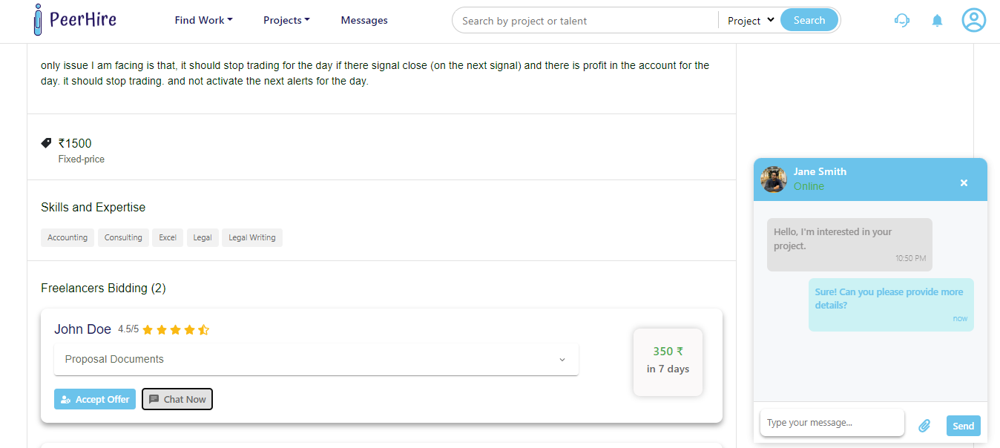 PeerHire
Find Work
Projects
Messages
Search by project or talent
Project
Search
only issue I am facing is that, it should stop trading for the day if there signal close (on the next signal) and there is profit in the account for the
day. it should stop trading. and not activate the next alerts for the day.
₹1500
Fixed-price
Skills and Expertise
Accounting
Consulting
Excel
Legal
Legal Writing
Freelancers Bidding (2)
John Doe 4.5/5
Proposal Documents
350 ₹
in 7 days
Accept Offer
Chat Now
Jane Smith
Online
×
Hello, I'm interested in your
project.
10:50 PM
Sure! Can you please provide more
details?
now
Type your message...
Send